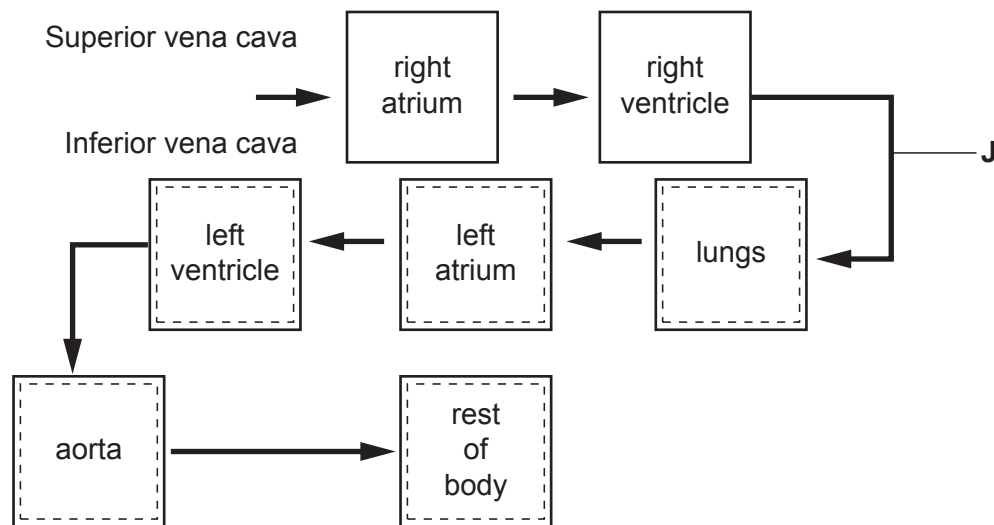 Superior vena cava
right
atrium
right
ventricle
Inferior vena cava
J
left
ventricle
left
atrium
lungs
aorta
rest
of
body